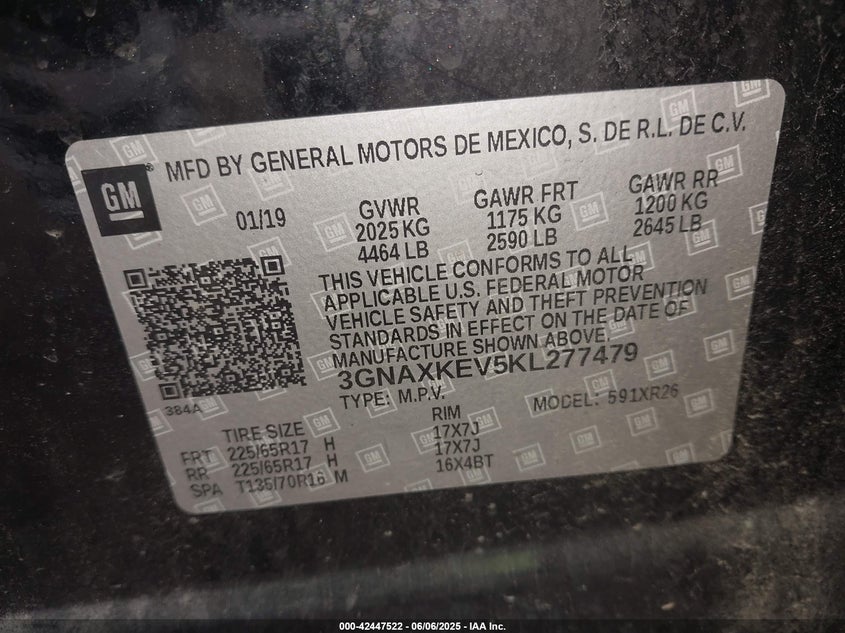 MFD BY GENERAL MOTORS DE MEXICO, S. DE R.L. DE C.V.
GM
01/19
GVWR GAWR FRT GAWR RR
2025 KG 1175 KG 1200 KG
4464 LB 2590 LB 2645 LB
THIS VEHICLE CONFORMS TO ALL
APPLICABLE U.S. FEDERAL MOTOR
VEHICLE SAFETY AND THEFT PREVENTION
STANDARDS IN EFFECT ON THE DATE OF
MANUFACTURE SHOWN ABOVE.
3GNAXKEV5KL277479
TYPE: M.P.V. MODEL: 591XR26
384A
TIRE SIZE RIM
FRT 225/65R17 H 17X7J
RR 225/65R17 H 17X7J
SPA T135/70R16 M 16X4BT
000-42447522 - 06/06/2025 - IAA Inc.